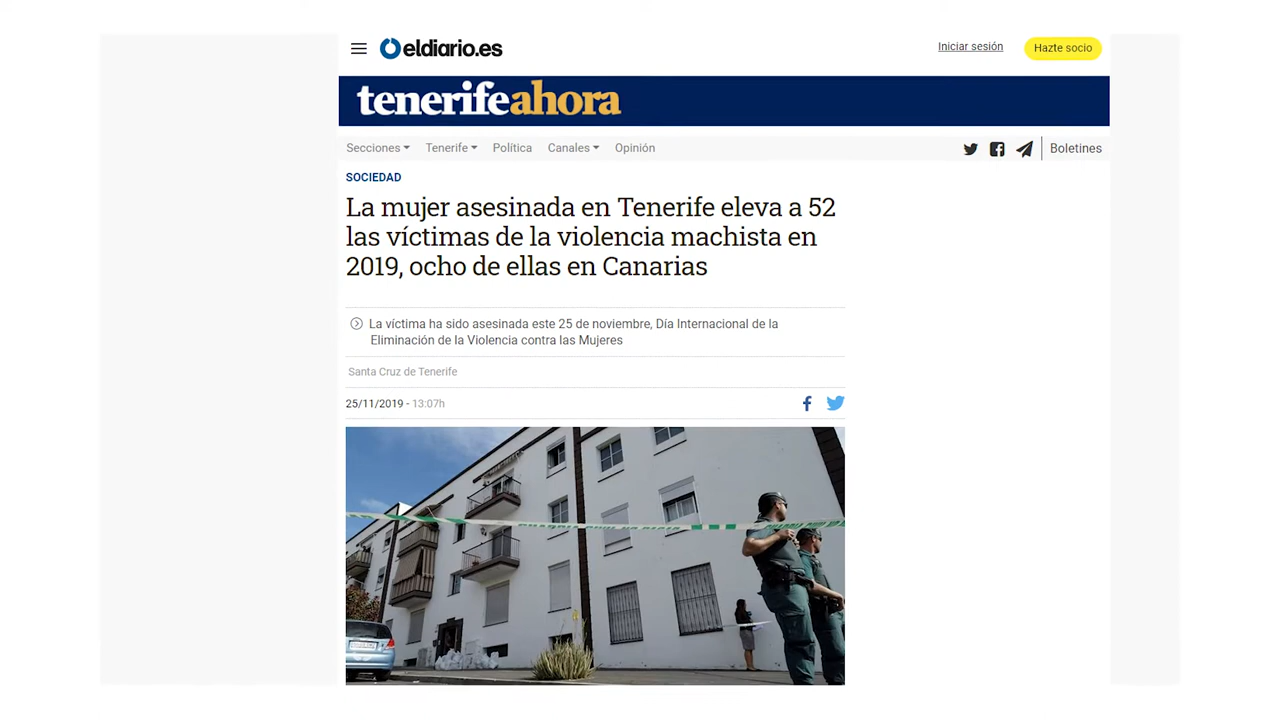 eldiario.es
Iniciar sesión
Hazte socio
tenerifeahora
Secciones
Tenerife
Política
Canales
Opinión
Boletines
SOCIEDAD
La mujer asesinada en Tenerife eleva a 52
las víctimas de la violencia machista en
2019, ocho de ellas en Canarias
La víctima ha sido asesinada este 25 de noviembre, Día Internacional de la
Eliminación de la Violencia contra las Mujeres
Santa Cruz de Tenerife
25/11/2019 - 13:07h